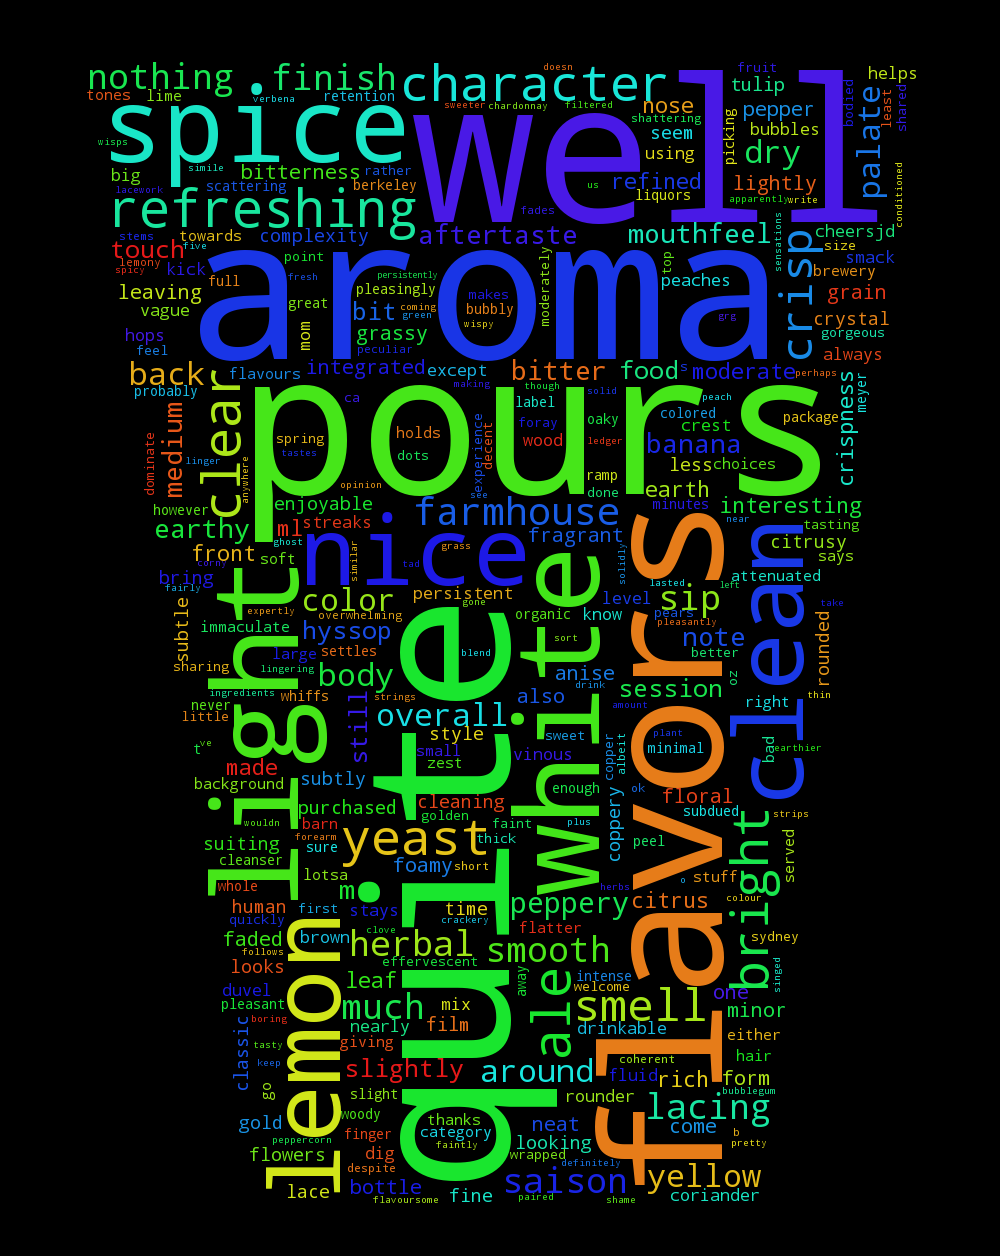 nothing
finish
character
doesn
fruit
helps
tones
lime
verbena
retention
sweeter
chardonnay
filtered
nose
tulip
bodied
least
shared
spice
well
palate
wisps
simile
shattering
seem
pepper
bubbles
picking
big
bitterness
rather
using
dry
lacework
scattering
berkeley
us
refined
liquors
lightly
apparently
write
conditioned
refreshing
fades
stems
five
towards
complexity
aftertaste
mouthfeel
sensations
crisp
cheersjd
size
smack
touch
lemony
spicy
kick
point
persistently
moderately
top
peaches
brewery
leaving
full
fresh
pleasingly
coming
green
makes
bubbly
wispy
aroma
grain
vague
great
bit
grg
crystal
gorgeous
hops
mom
grassy
feel
peculiar
always
back
flavours
integrated
except
bitter
food
s
moderate
perhaps
probably
clear
ca
making
though
solid
peach
label
crispness
meyer
medium
pours
spring
holds
foray
oaky
colored
package
tastes
dots
experience
decent
wood
ledger
crest
banana
dominate
linger
anywhere
opinion
see
ramp
done
less
choices
earth
however
enjoyable
farmhouse
minutes
interesting
earthy
ml
streaks
fragrant
near
tasting
front
ghost
soft
nice
similar
grass
tad
solidly
citrusy
says
corny
bring
fairly
persistent
level
lasted
left
attenuated
light
expertly
color
overwhelming
gone
quite
white
organic
know
sip
pears
pleasantly
flavors
clean
take
subtle
immaculate
hyssop
sort
note
better
rounded
large
settles
blend
sharing
lingering
body
anise
session
oz
ingredients
whiffs
strings
drink
thin
never
little
still
overall
also
amount
right
t
ve
style
sweet
copper
albeit
plant
minimal
bad
earthier
made
small
zest
vinous
background
subtly
enough
ok
floral
wouldn
purchased
cleaning
golden
faint
plus
coppery
subdued
bright
strips
barn
forearm
sure
yeast
thick
peel
served
suiting
cleanser
lotsa
foamy
short
stuff
whole
m
herbs
o
citrus
colour
human
first
stays
time
crackery
peppery
quickly
clove
flatter
sydney
faded
follows
brown
herbal
smooth
looks
effervescent
away
intense
singed
duvel
lemon
leaf
welcome
one
pleasant
much
mix
ale
smell
minor
boring
nearly
film
drinkable
either
classic
tasty
giving
coherent
hair
keep
slightly
around
fluid
rich
form
bubblegum
go
slight
rounder
woody
lacing
gold
thanks
neat
come
b
peppercorn
finger
category
faintly
looking
pretty
flowers
dig
wrapped
definitely
despite
bottle
saison
yellow
lace
flavoursome
fine
paired
shame
coriander